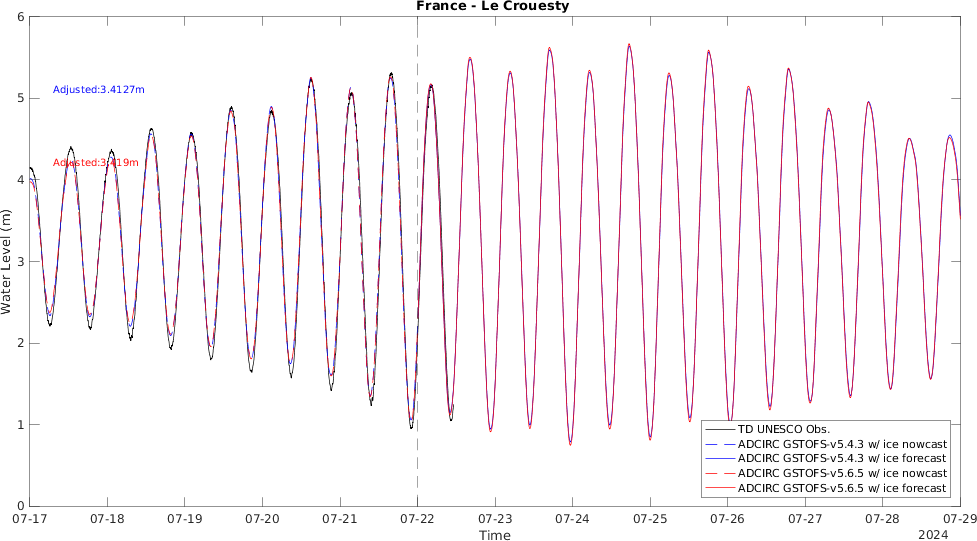 France - Le Crouesty
6
5
4
3
2
1
0
Water Level (m)
Adjusted:3.4127m
Adjusted:3.419m
TD UNESCO Obs.
ADCIRC GSTOFS-v5.4.3 w/ ice nowcast
ADCIRC GSTOFS-v5.4.3 w/ ice forecast
ADCIRC GSTOFS-v5.6.5 w/ ice nowcast
ADCIRC GSTOFS-v5.6.5 w/ ice forecast
07-17 07-18 07-19 07-20 07-21 07-22 07-23 07-24 07-25 07-26 07-27 07-28 07-29
Time
2024